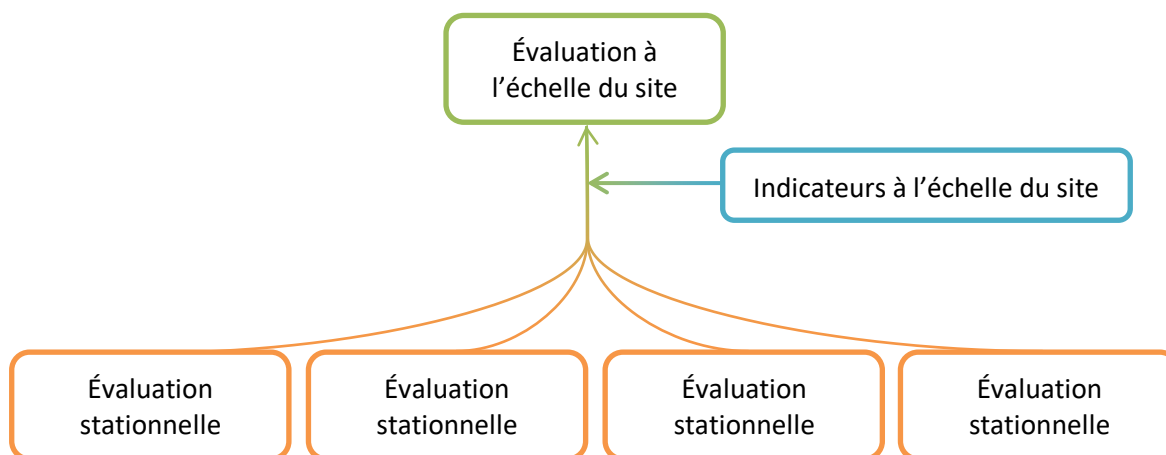 Évaluation à
l’échelle du site
Indicateurs à l’échelle du site
Évaluation
stationnelle
Évaluation
stationnelle
Évaluation
stationnelle
Évaluation
stationnelle